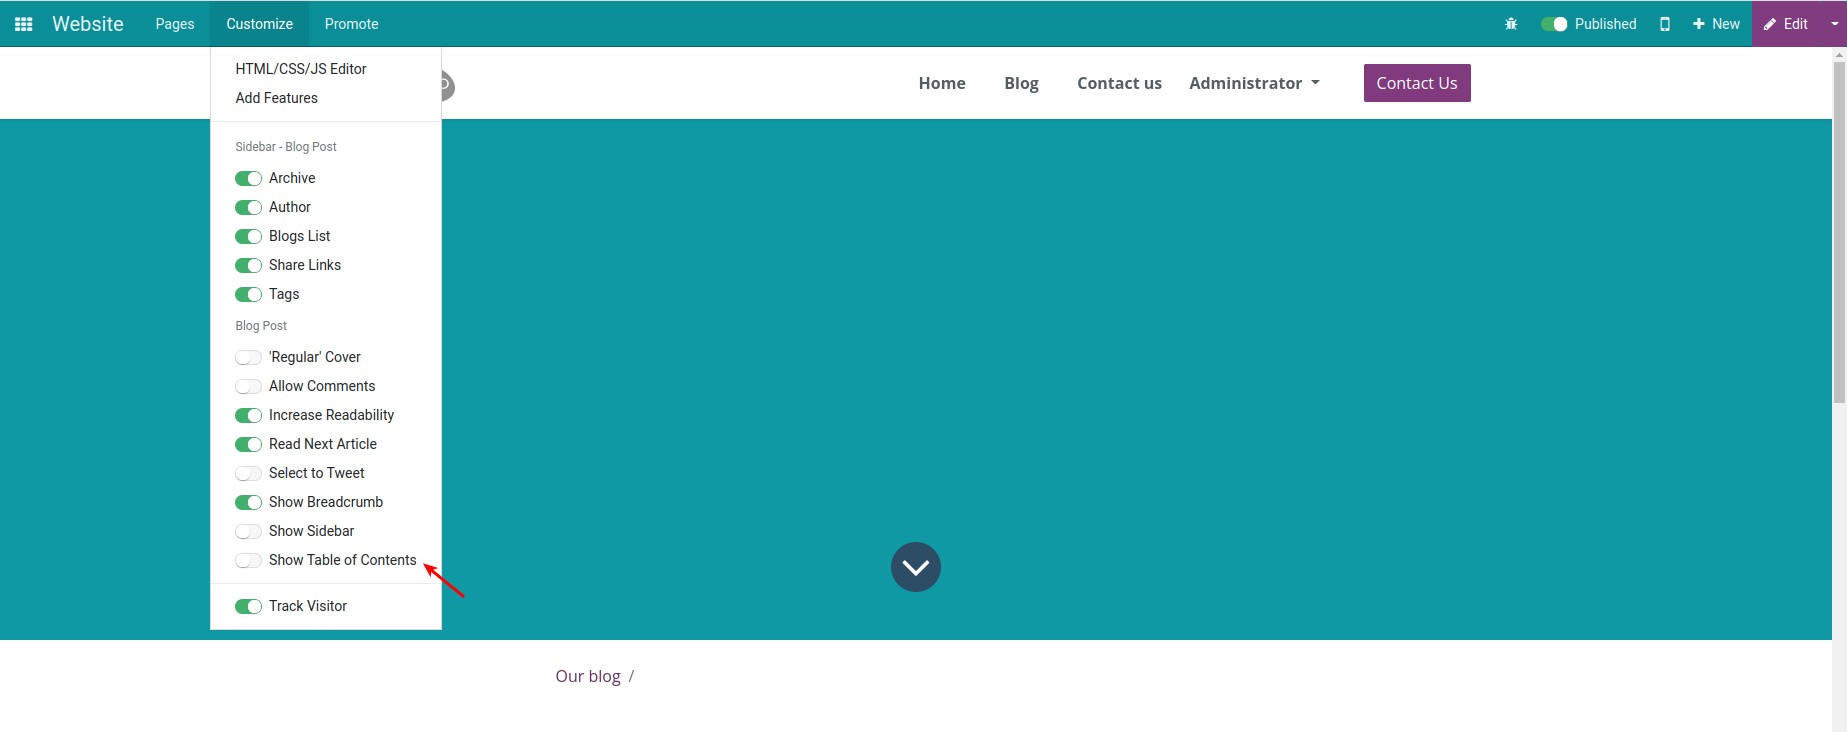 Website Pages Customize Promote Published New Edit
HTML/CSS/JS Editor
Home Blog Contact us Administrator Contact Us
Add Features
Sidebar - Blog Post
Archive
Author
Blogs List
Share Links
Tags
Blog Post
'Regular' Cover
Allow Comments
Increase Readability
Read Next Article
Select to Tweet
Show Breadcrumb
Show Sidebar
Show Table of Contents
Track Visitor
Our blog /